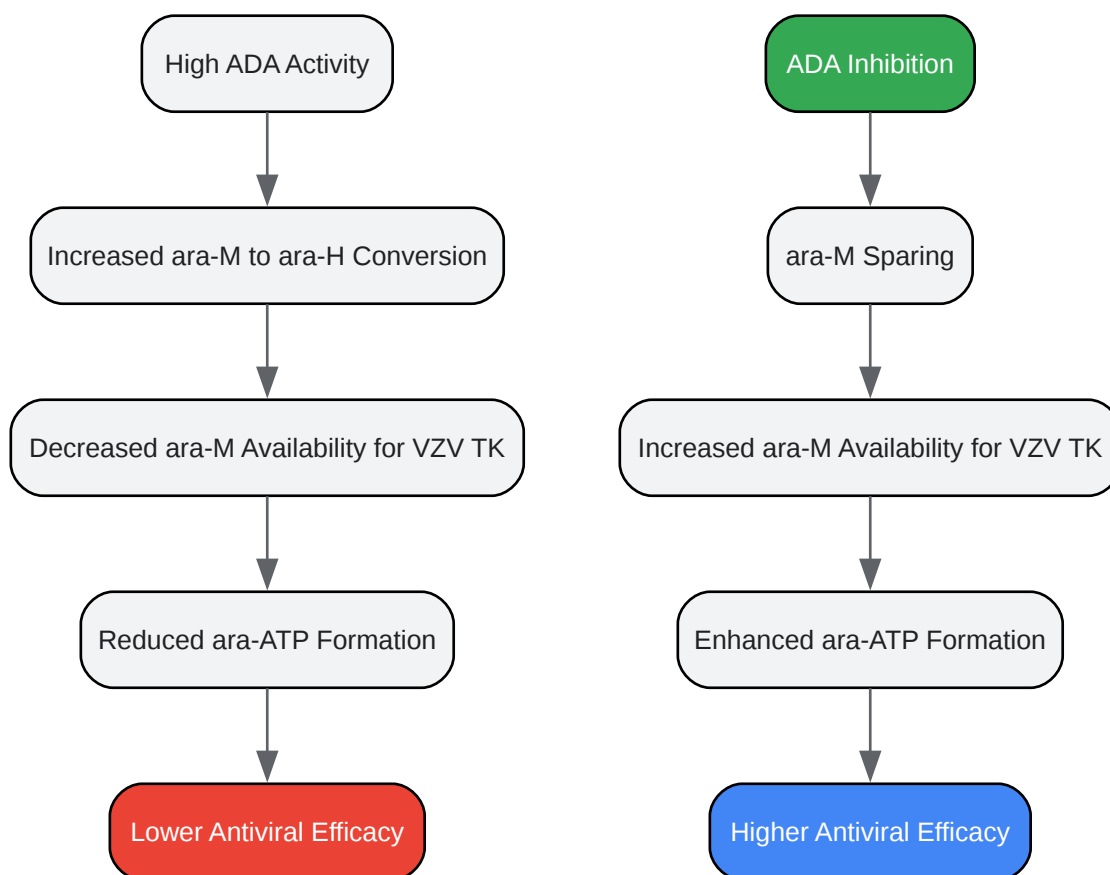 High ADA Activity
Increased ara-M to ara-H Conversion
Decreased ara-M Availability for VZV TK
Reduced ara-ATP Formation
Lower Antiviral Efficacy
ADA Inhibition
ara-M Sparing
Increased ara-M Availability for VZV TK
Enhanced ara-ATP Formation
Higher Antiviral Efficacy